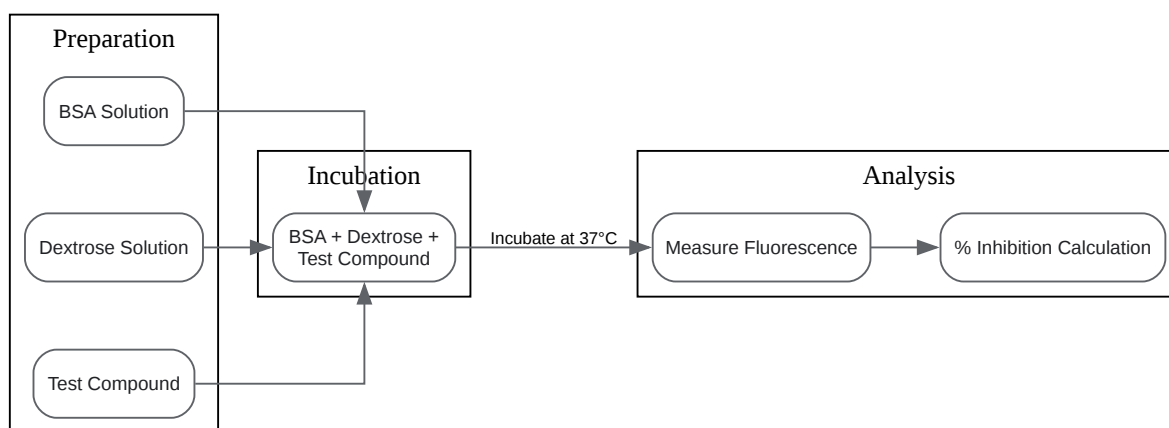 Preparation
BSA Solution
Dextrose Solution
Test Compound
Incubation
BSA + Dextrose +
Test Compound
Incubate at 37°C
Analysis
Measure Fluorescence
% Inhibition Calculation